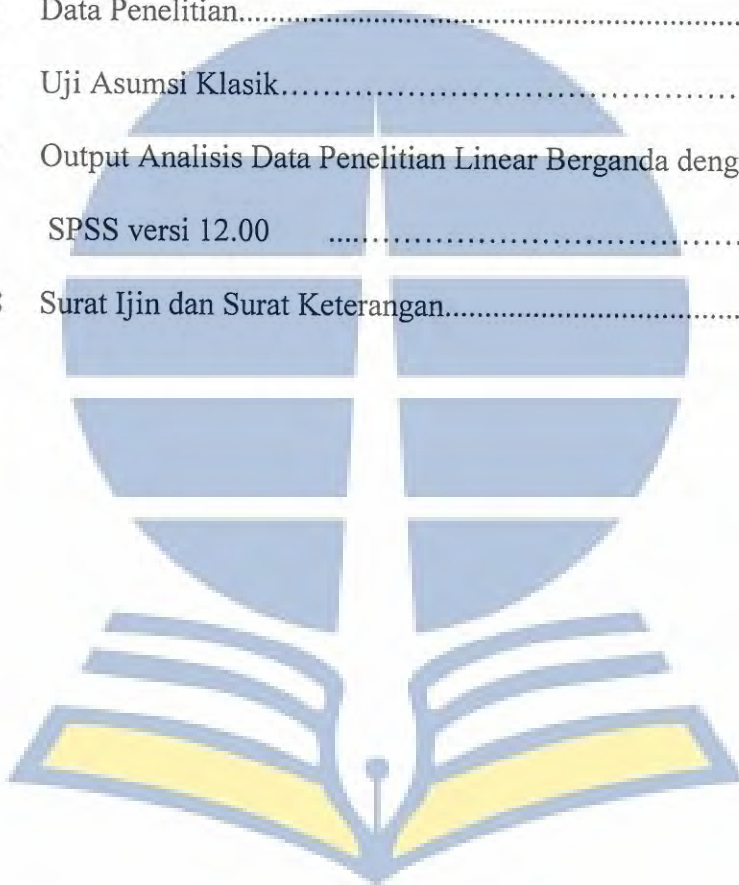 Data Penelitian..........................................................................
Uji Asumsi Klasik..........................................................
Output Analisis Data Penelitian Linear Berganda deng
SPSS versi 12.00 ..........................................................
Surat Ijin dan Surat Keterangan..............................................